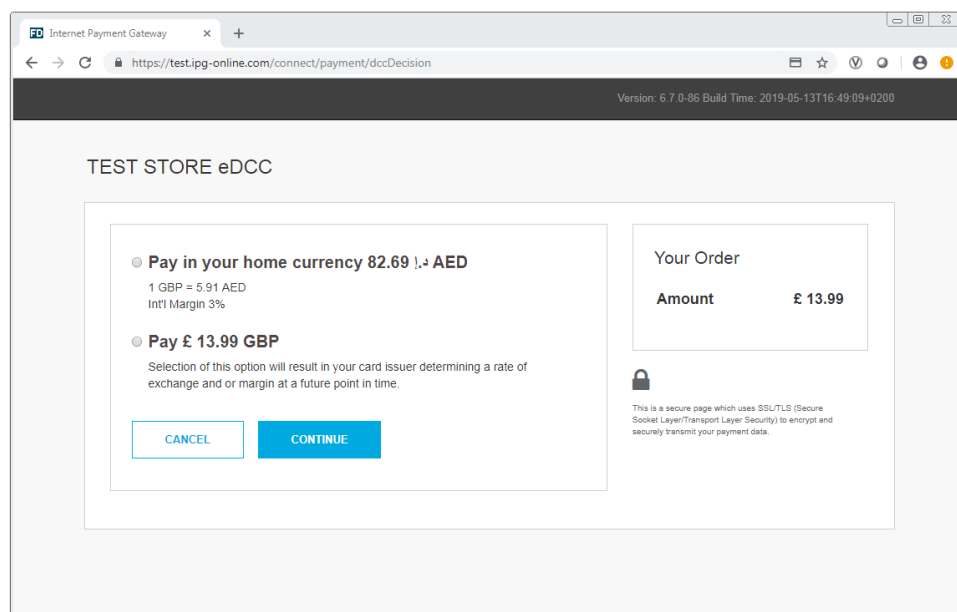 FD Internet Payment Gateway
https://test.ipg-online.com/connect/payment/dccDecision
Version: 6.7.0-86 Build Time: 2019-05-13T16:49:09+0200
TEST STORE eDCC
Pay in your home currency 82.69 د.إ AED
1 GBP = 5.91 AED
Int'l Margin 3%
Pay £ 13.99 GBP
Selection of this option will result in your card issuer determining a rate of
exchange and or margin at a future point in time.
CANCEL
CONTINUE
Your Order
Amount £ 13.99
This is a secure page which uses SSL/TLS (Secure
Socket Layer/Transport Layer Security) to encrypt and
securely transmit your payment data.